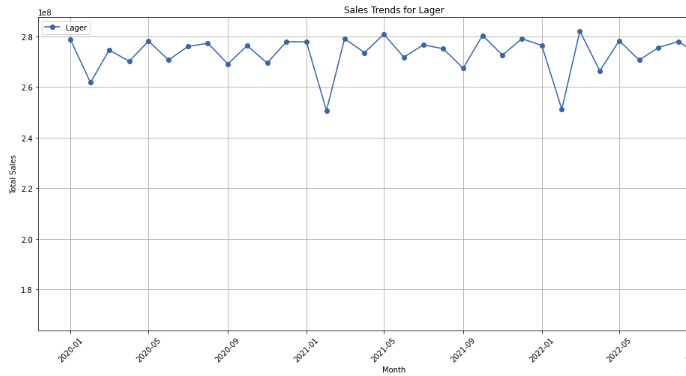 Sales Trends for Lager
1e8
Lager
2.8
2.6
2.4
2.2
2.0
1.8
Total Sales
2020-01
2020-05
2020-09
2021-01
2021-05
2021-09
2022-01
2022-05
Month